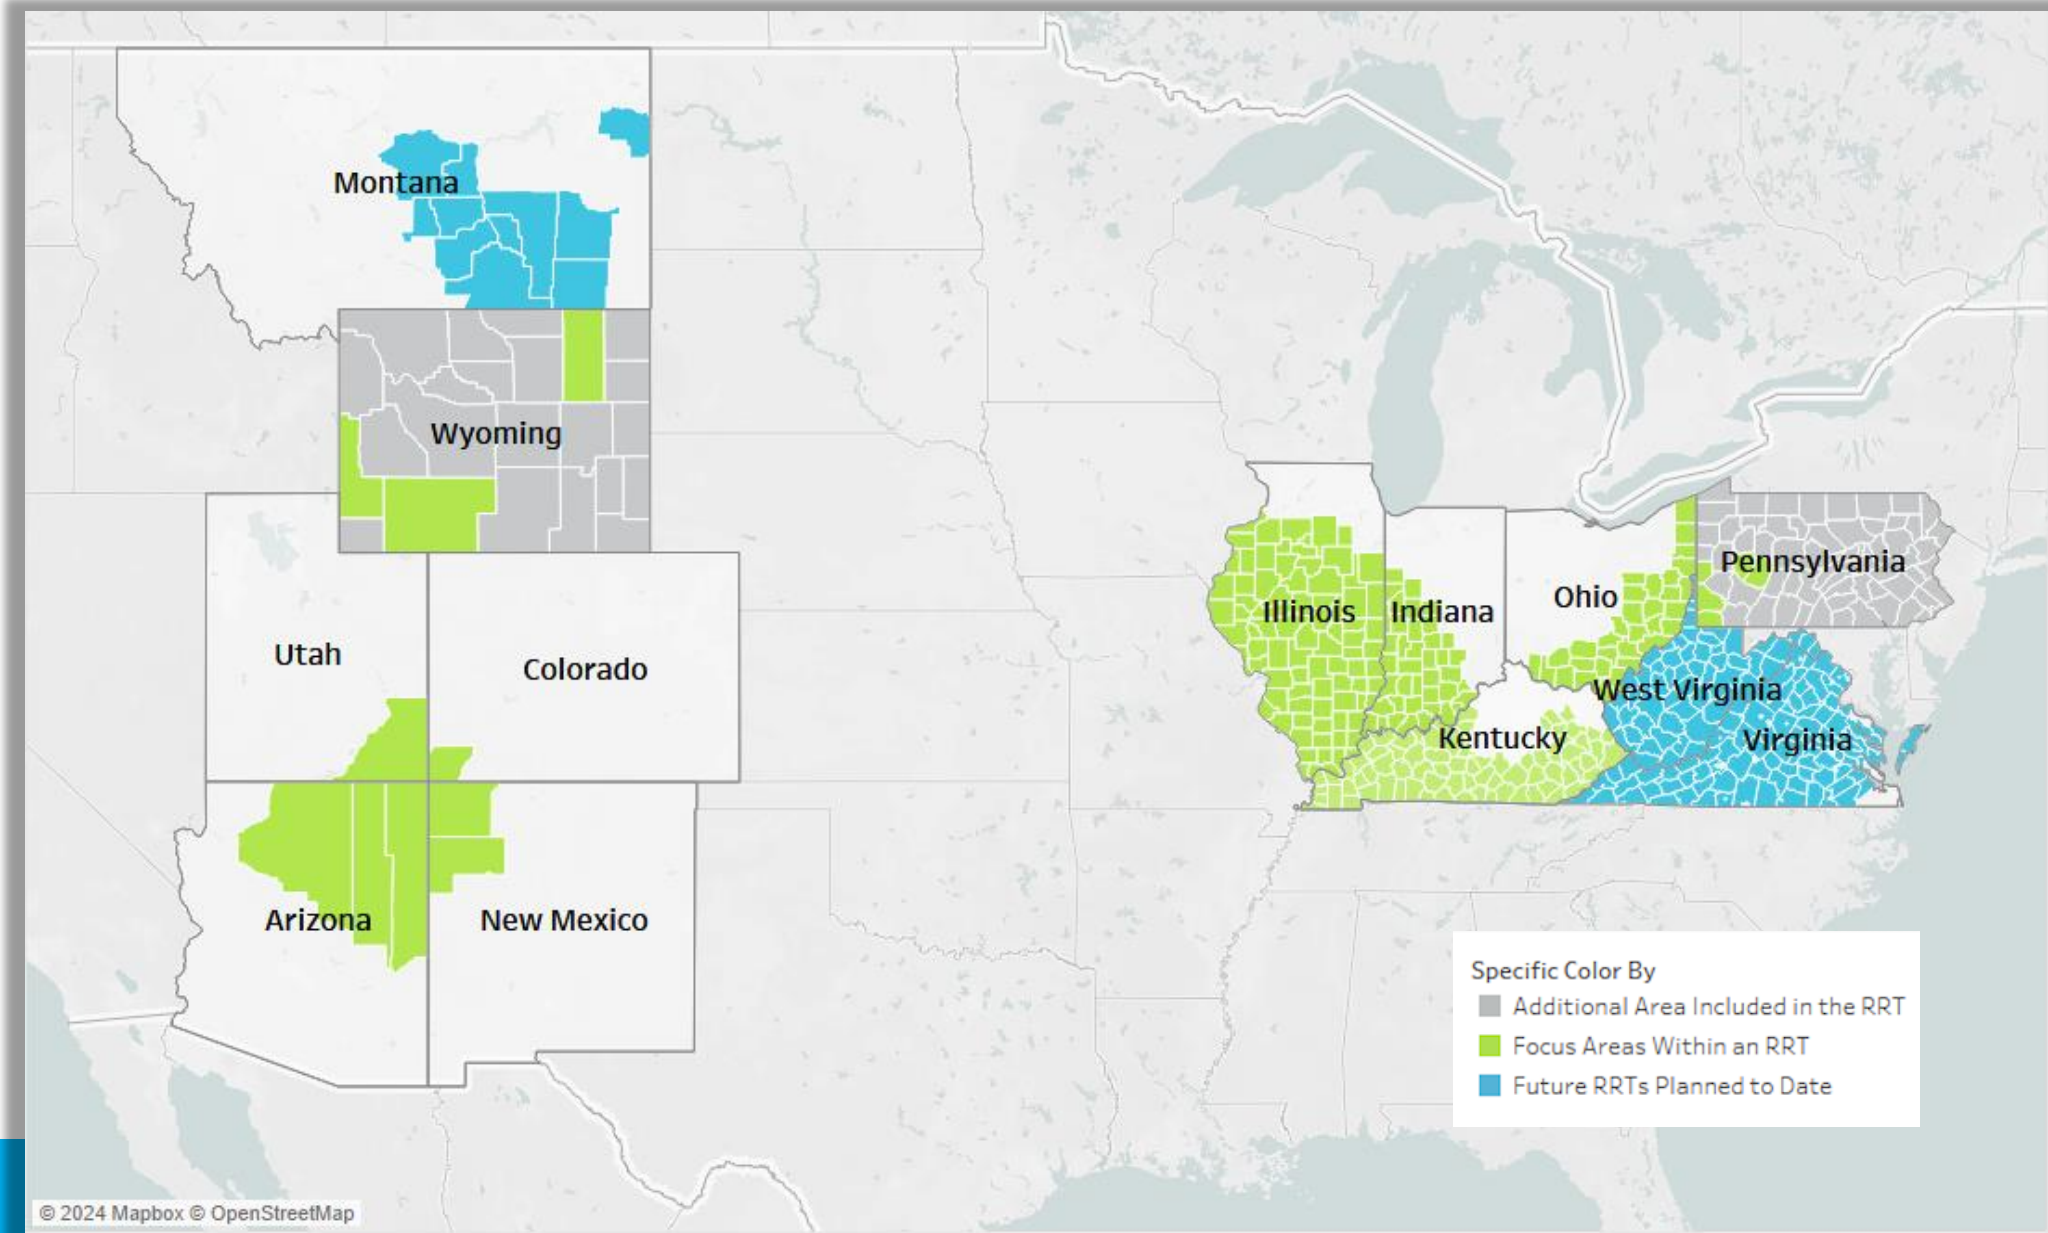 Montana
Wyoming
Utah
Colorado
Arizona
New Mexico
Illinois
Indiana
Ohio
Pennsylvania
West Virginia
Kentucky
Virginia
Specific Color By
Additional Area Included in the RRT
Focus Areas Within an RRT
Future RRTs Planned to Date
© 2024 Mapbox © OpenStreetMap